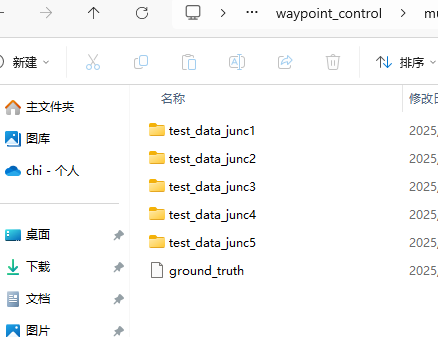 waypoint_control
新建
排序
主文件夹
图库
chi - 个人
桌面
下载
文档
图片
名称
修改日
test_data_junc1
2025
test_data_junc2
2025
test_data_junc3
2025
test_data_junc4
2025
test_data_junc5
2025
ground_truth
2025